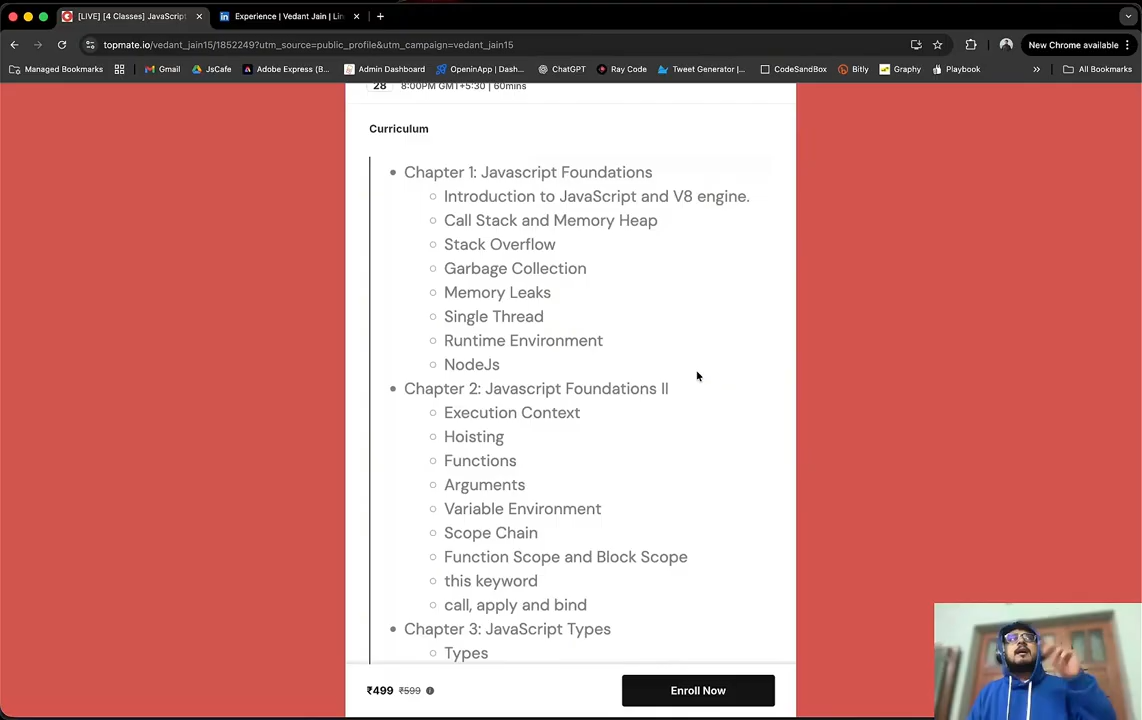 [LIVE] [4 Classes] JavaScript
Experience | Vedant Jain | Lin
topmate.io/vedant_jain15/1852249?utm_source=public_profile&utm_campaign=vedant_jain15
New Chrome available
Managed Bookmarks
Gmail
JsCafe
Adobe Express (B...
Admin Dashboard
OpeninApp | Dash...
ChatGPT
Ray Code
Tweet Generator |...
CodeSandBox
Bitly
Graphy
Playbook
All Bookmarks
28 8:00PM GMT+5:30 | 60mins
Curriculum
Chapter 1: Javascript Foundations
Introduction to JavaScript and V8 engine.
Call Stack and Memory Heap
Stack Overflow
Garbage Collection
Memory Leaks
Single Thread
Runtime Environment
NodeJs
Chapter 2: Javascript Foundations II
Execution Context
Hoisting
Functions
Arguments
Variable Environment
Scope Chain
Function Scope and Block Scope
this keyword
call, apply and bind
Chapter 3: JavaScript Types
Types
₹499 ₹599
Enroll Now